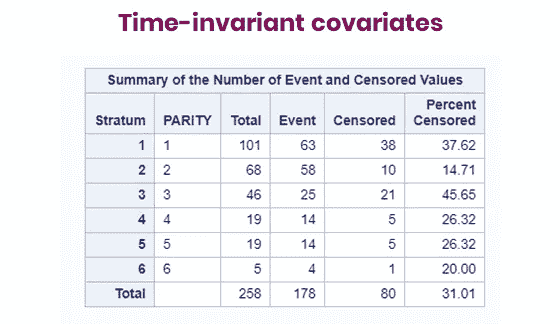 Time-invariant covariates
Summary of the Number of Event and Censored Values
Stratum PARITY Total Event Censored Percent Censored
1 1 101 63 38 37.62
2 2 68 58 10 14.71
3 3 46 25 21 45.65
4 4 19 14 5 26.32
5 5 19 14 5 26.32
6 6 5 4 1 20.00
Total 258 178 80 31.01